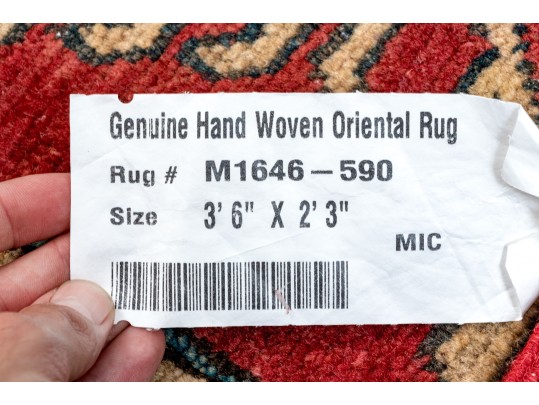 Genuine Hand Woven Oriental Rug
Rug # M1646-590
Size 3' 6" X 2' 3"
MIC